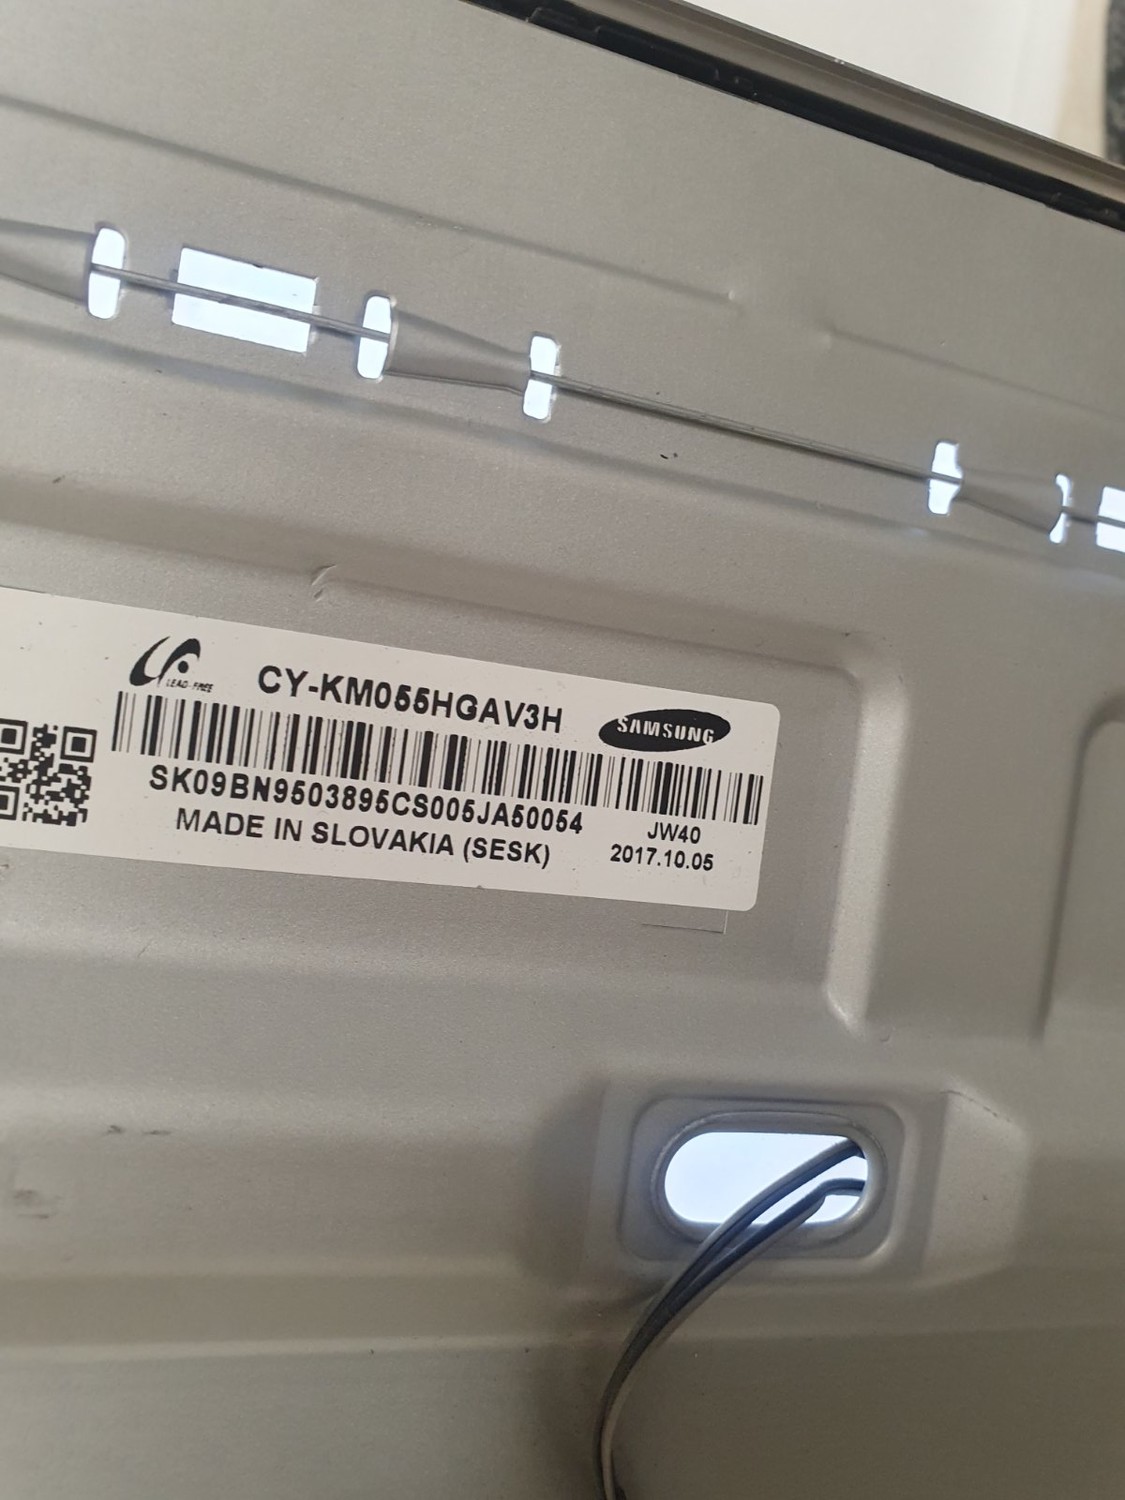 LEAD-FREE
CY-KM055HGAV3H
SAMSUNG
SK09BN9503895CS005JA50054
JW40
MADE IN SLOVAKIA (SESK)
2017.10.05